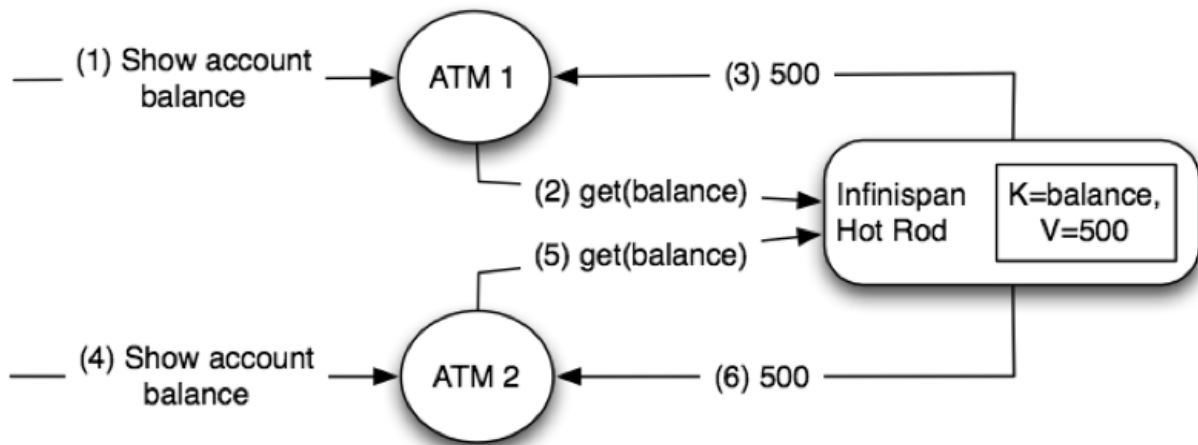 (1) Show account
balance
ATM 1
(3) 500
(2) get(balance)
Infinispan
Hot Rod
K=balance,
V=500
(5) get(balance)
(4) Show account
balance
ATM 2
(6) 500